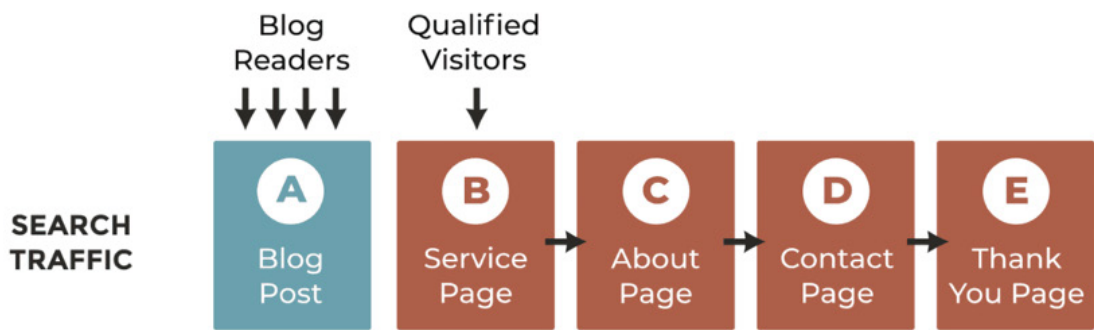 Blog
Readers
Qualified
Visitors
SEARCH
TRAFFIC
A
Blog
Post
B
Service
Page
C
About
Page
D
Contact
Page
E
Thank
You Page